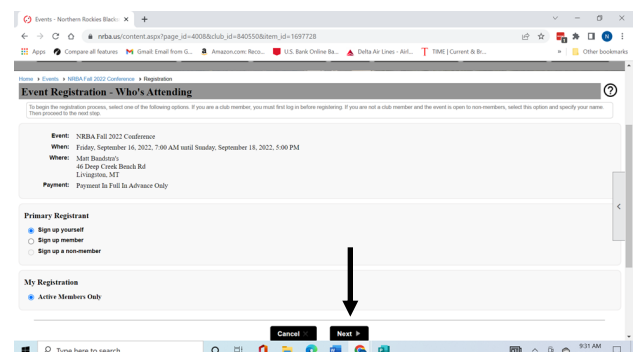 Events - Northern Rockies Blacks
nrba.us/content.aspx?page_id=4008&club_id=840550&item_id=1697728
Apps Compare all features Gmail: Email from G... Amazon.com: Reco... U.S. Bank Online Ba... Delta Air Lines - Airl... TIME | Current & Br... » Other bookmarks
Home › Events › NRBA Fall 2022 Conference › Registration
Event Registration - Who's Attending
To begin the registration process, select one of the following options. If you are a club member, you must first log in before registering. If you are not a club member and the event is open to non-members, select this option and specify your name.
Then proceed to the next step.
Event: NRBA Fall 2022 Conference
When: Friday, September 16, 2022, 7:00 AM until Sunday, September 18, 2022, 5:00 PM
Where: Matt Bandstra's
46 Deep Creek Bench Rd
Livingston, MT
Payment: Payment In Full In Advance Only
Primary Registrant
Sign up yourself
Sign up member
Sign up a non-member
My Registration
Active Members Only
Cancel Next
Type here to search
9:31 AM